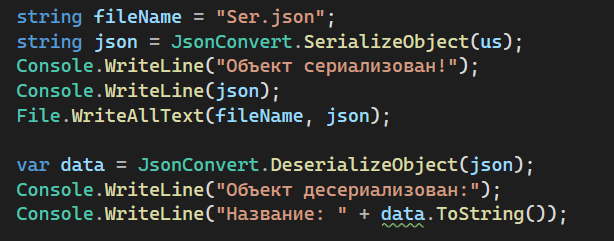 string fileName = "Ser.json";
string json = JsonConvert.SerializeObject(us);
Console.WriteLine("Объект сериализован!");
Console.WriteLine(json);
File.WriteAllText(fileName, json);
var data = JsonConvert.DeserializeObject(json);
Console.WriteLine("Объект десериализован:");
Console.WriteLine("Название: " + data.ToString());